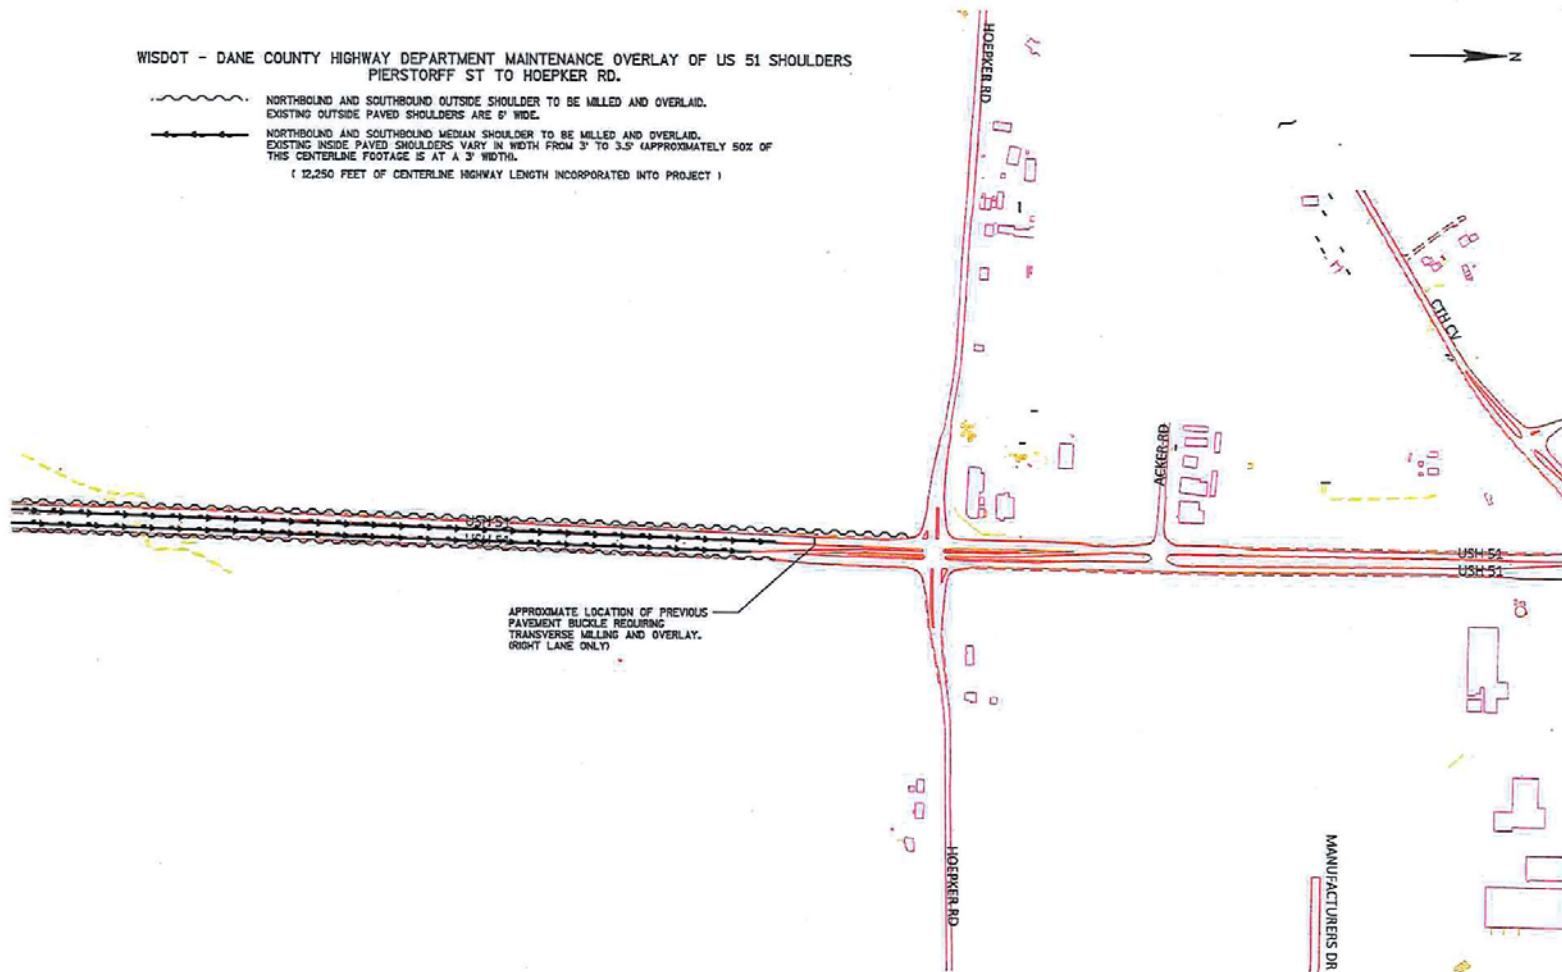 WISDOT - DANE COUNTY HIGHWAY DEPARTMENT MAINTENANCE OVERLAY OF US 51 SHOULDERS
PIERSTORFF ST TO HOEPKER RD.
NORTHBOUND AND SOUTHBOUND OUTSIDE SHOULDER TO BE MILLED AND OVERLAID.
EXISTING OUTSIDE PAVED SHOULDERS ARE 6' WIDE.
NORTHBOUND AND SOUTHBOUND MEDIAN SHOULDER TO BE MILLED AND OVERLAID.
EXISTING INSIDE PAVED SHOULDERS VARY IN WIDTH FROM 3' TO 3.5' (APPROXIMATELY 50% OF
THIS CENTERLINE FOOTAGE IS AT A 3' WIDTH).
( 12,250 FEET OF CENTERLINE HIGHWAY LENGTH INCORPORATED INTO PROJECT )
N
HOEPKER RD
CTH CV
ACKER RD
USH 51
USH 51
USH 51
USH 51
APPROXIMATE LOCATION OF PREVIOUS
PAVEMENT BUCKLE REQUIRING
TRANSVERSE MILLING AND OVERLAY.
(RIGHT LANE ONLY)
HOEPKER RD
MANUFACTURERS DR